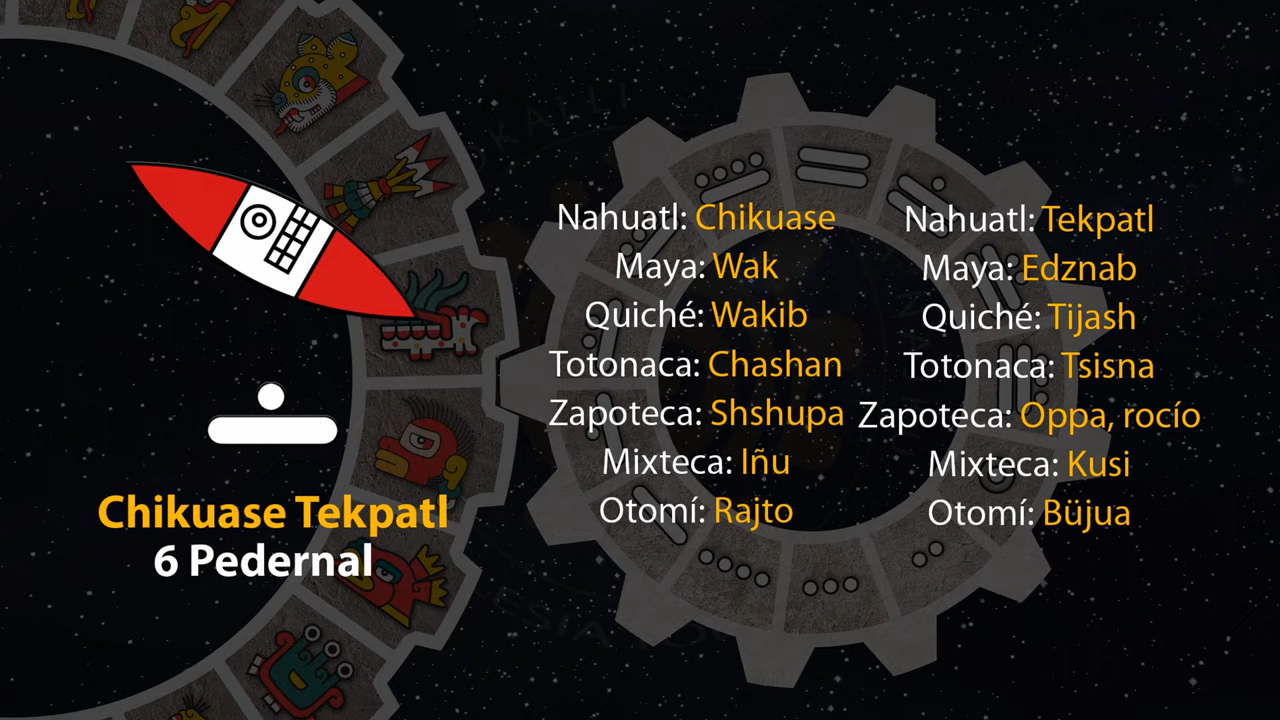 Nahuatl: Chikuase
Maya: Wak
Quiché: Wakib
Totonaca: Chashan
Zapoteca: Shshupa
Mixteca: Iñu
Otomí: Rajto
Nahuatl: Tekpatl
Maya: Edznab
Quiché: Tijash
Totonaca: Tsisna
Zapoteca: Oppa, rocío
Mixteca: Kusi
Otomí: Büjua
Chikuase Tekpatl
6 Pedernal